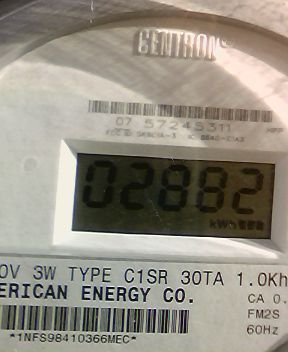 CENTRON
07 57245311
02882
kWh
0V 3W TYPE C1SR 30TA 1.0Kh
ERICAN ENERGY CO.
CA 0.
FM2S
60Hz
*1NFS98410366MEC*